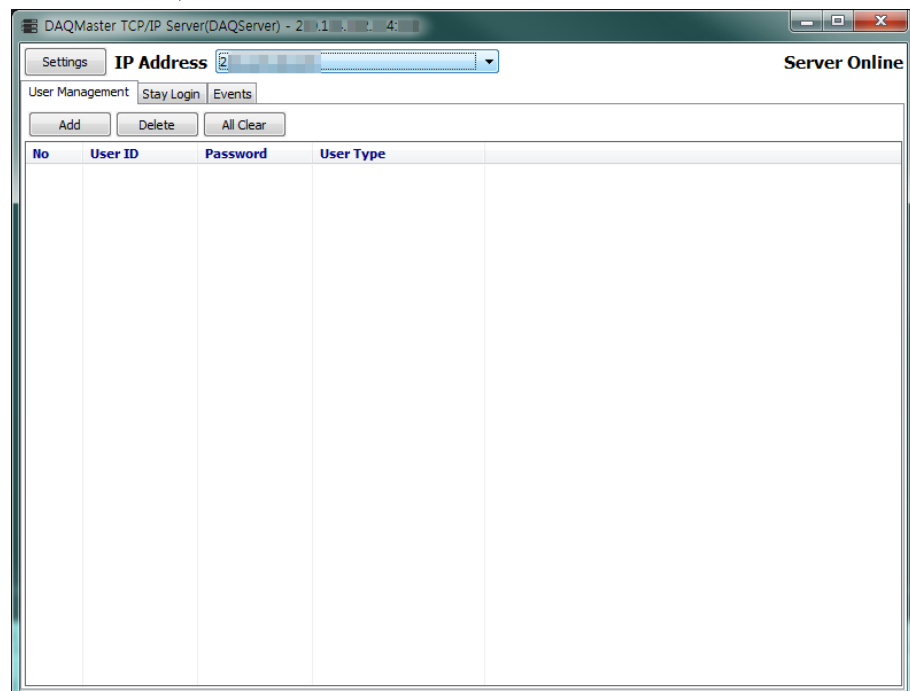 DAQMaster TCP/IP Server(DAQServer) - 2
Settings IP Address 2 Server Online
User Management Stay Login Events
Add Delete All Clear
No User ID Password User Type